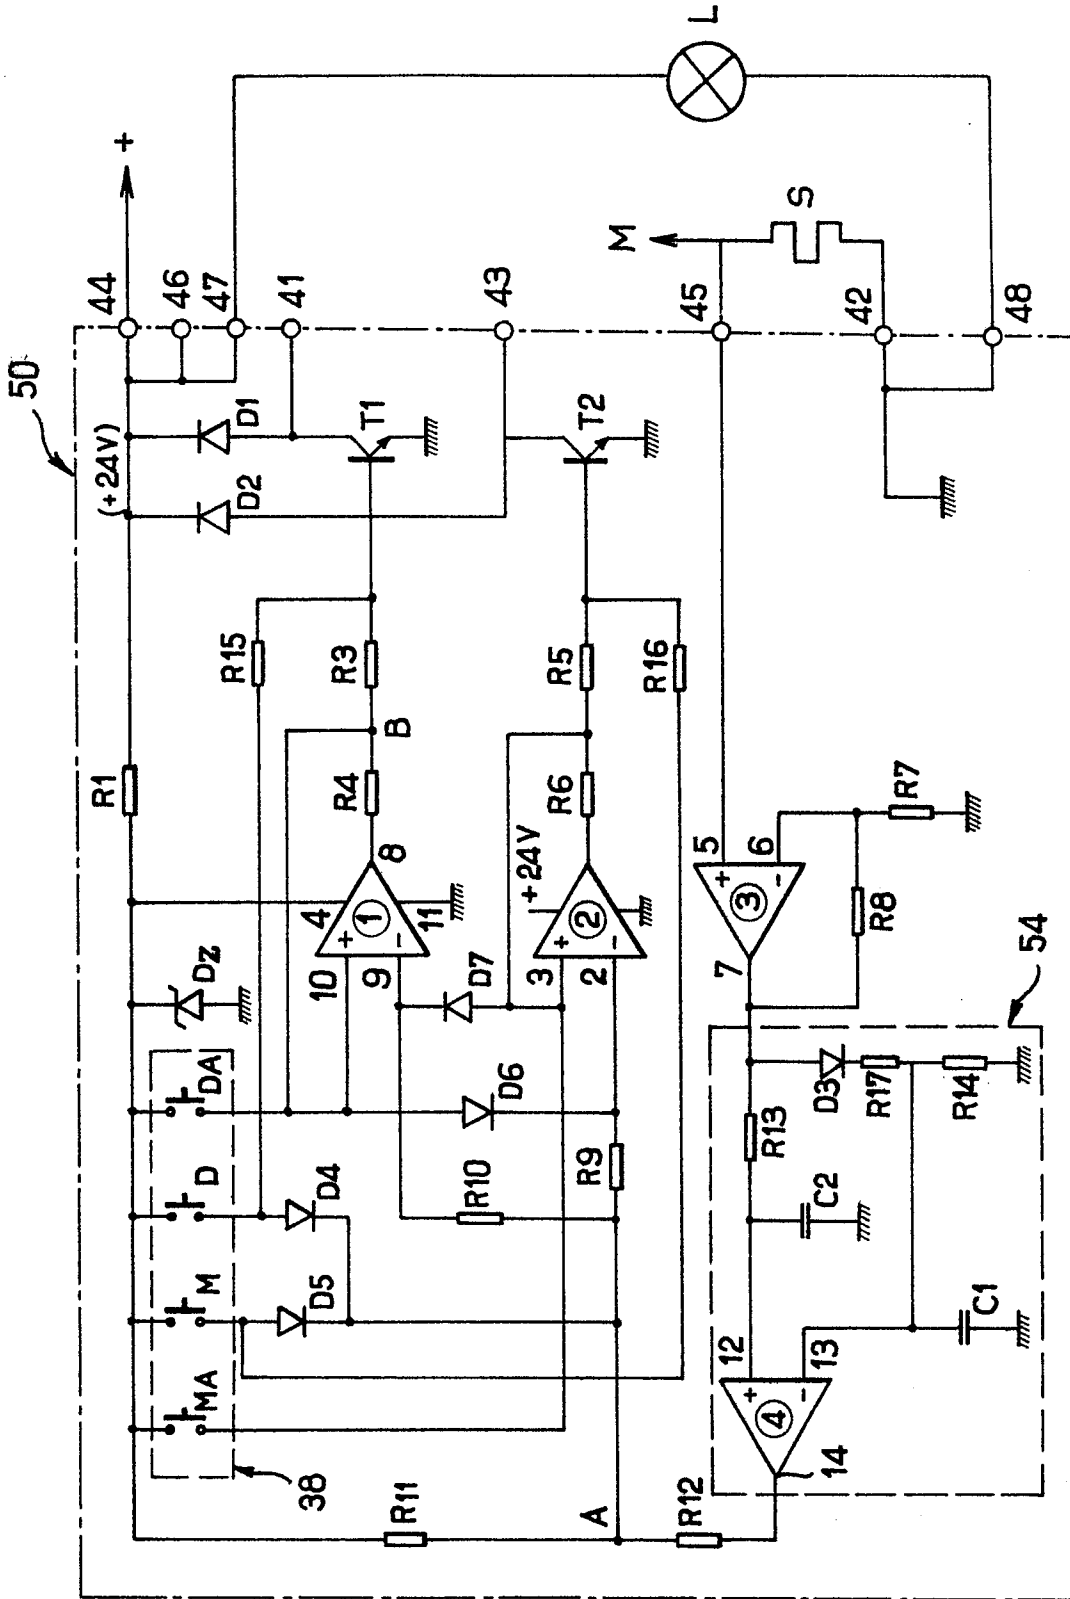 50
L
+
44
46
47
41
43
45
42
48
(+24V)
D1
D2
T1
T2
M
S
R1
R15
R3
B
R4
R5
R16
R6
+24V
8
4
1
11
+
-
10
9
2
+
-
3
2
D7
DZ
DA
D
M
MA
D4
D5
D6
R10
R9
38
R11
A
R12
5
6
+
-
3
7
R7
R8
54
D3
R17
R14
R13
C2
C1
12
13
+
-
4
14